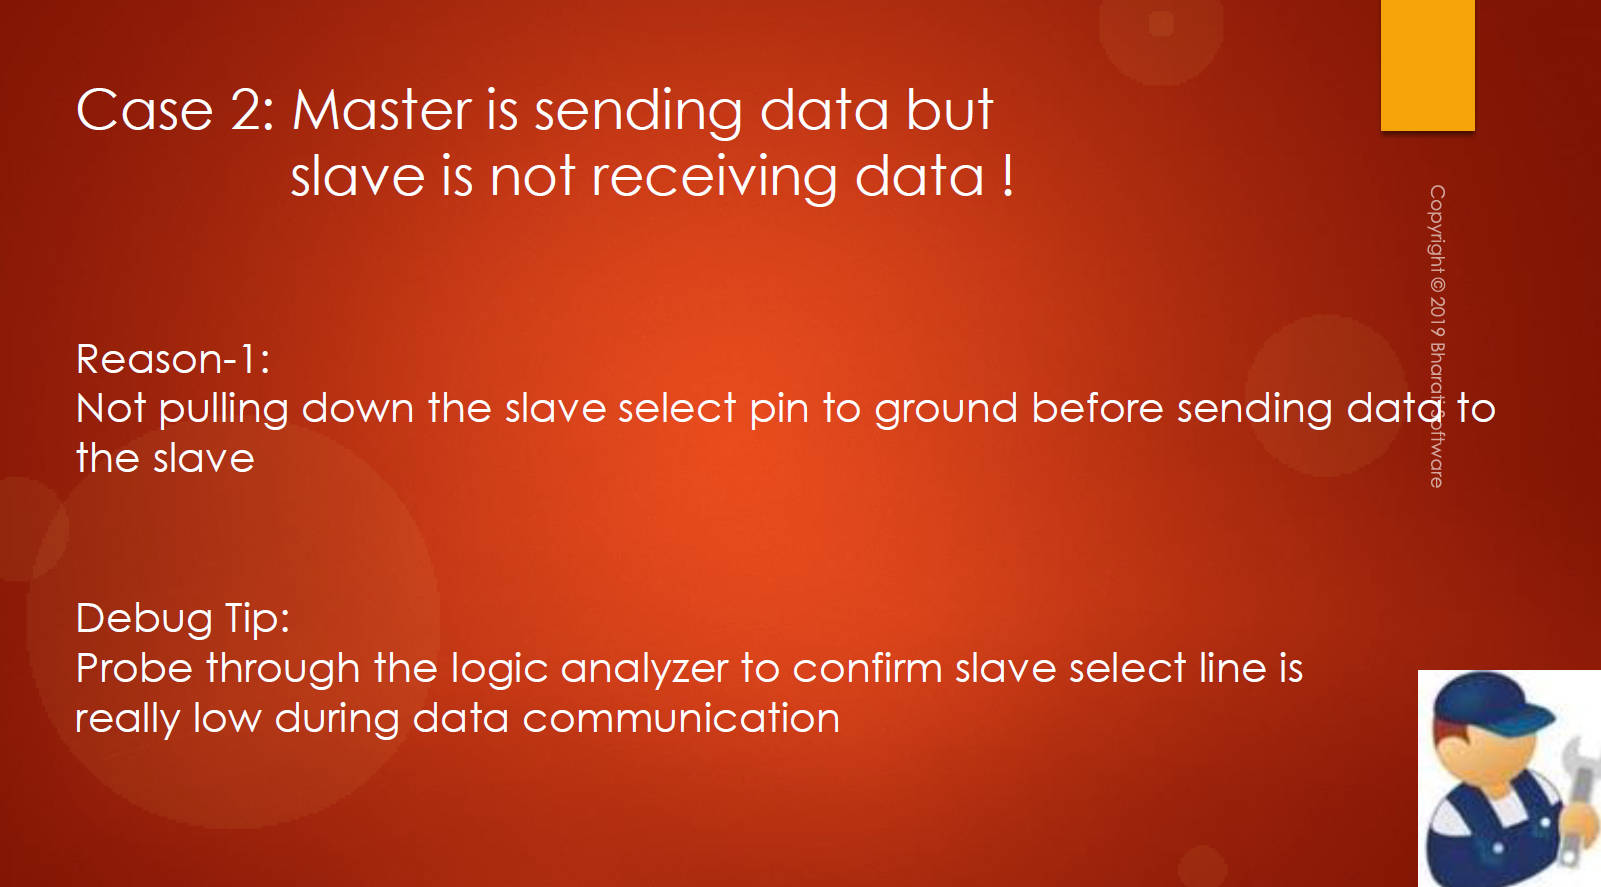 Case 2: Master is sending data but
slave is not receiving data !
Reason-1:
Not pulling down the slave select pin to ground before sending data to
the slave
Debug Tip:
Probe through the logic analyzer to confirm slave select line is
really low during data communication
Copyright © 2019 Bharati Software